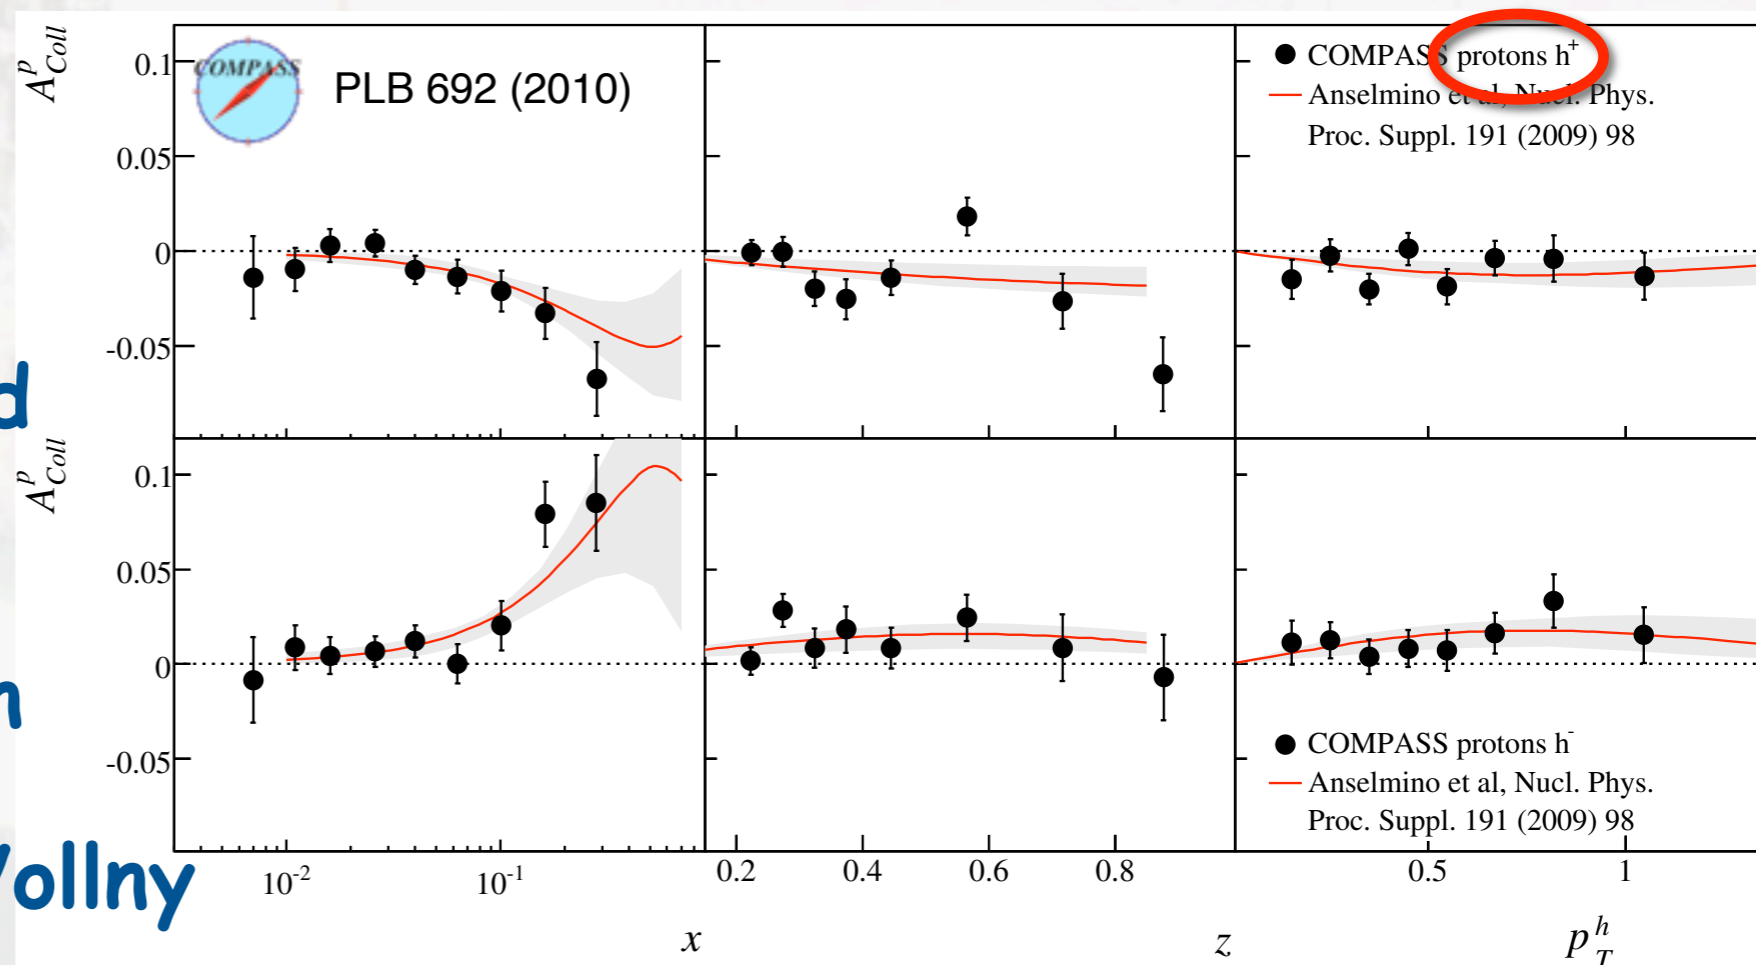 A^p_Coll
0.1
0.05
0
-0.05
COMPASS
PLB 692 (2010)
COMPASS protons h^+
Anselmino et al, Nucl. Phys.
Proc. Suppl. 191 (2009) 98
d
A^p_Coll
0.1
0.05
0
-0.05
COMPASS protons h^-
Anselmino et al, Nucl. Phys.
Proc. Suppl. 191 (2009) 98
n
Vollny
10^-2 10^-1 0.2 0.4 0.6 0.8 0.5 1
x z p_T^h